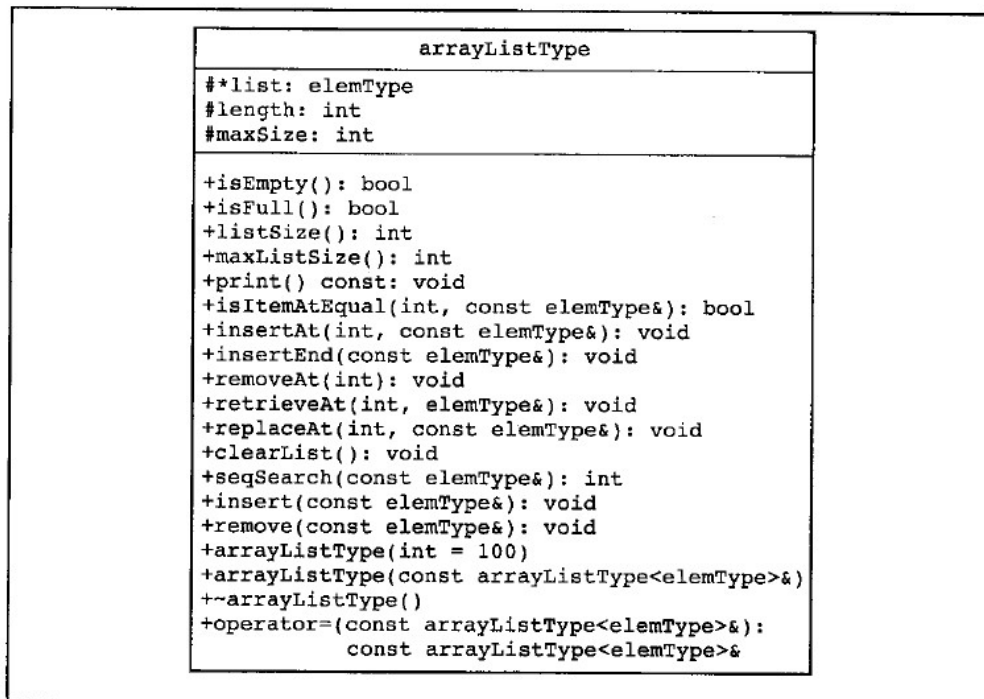 arrayListType
#*list: elemType
#length: int
#maxSize: int
+isEmpty(): bool
+isFull(): bool
+listSize(): int
+maxListSize(): int
+print() const: void
+isItemAtEqual(int, const elemType&): bool
+insertAt(int, const elemType&): void
+insertEnd(const elemType&): void
+removeAt(int): void
+retrieveAt(int, elemType&): void
+replaceAt(int, const elemType&): void
+clearList(): void
+seqSearch(const elemType&): int
+insert(const elemType&): void
+remove(const elemType&): void
+arrayListType(int = 100)
+arrayListType(const arrayListType<elemType>&)
+~arrayListType()
+operator=(const arrayListType<elemType>&):
const arrayListType<elemType>&